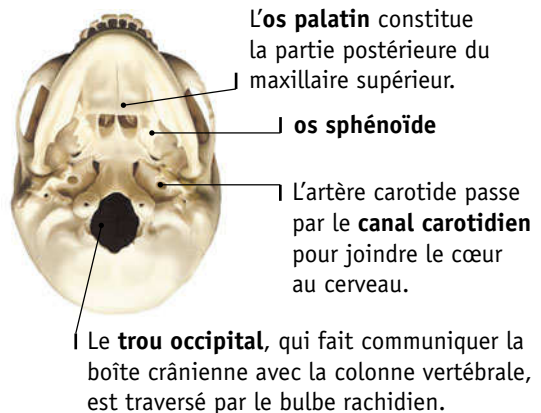 L'os palatin constitue
la partie postérieure du
maxillaire supérieur.
os sphénoïde
L'artère carotide passe
par le canal carotidien
pour joindre le cœur
au cerveau.
Le trou occipital, qui fait communiquer la
boîte crânienne avec la colonne vertébrale,
est traversé par le bulbe rachidien.